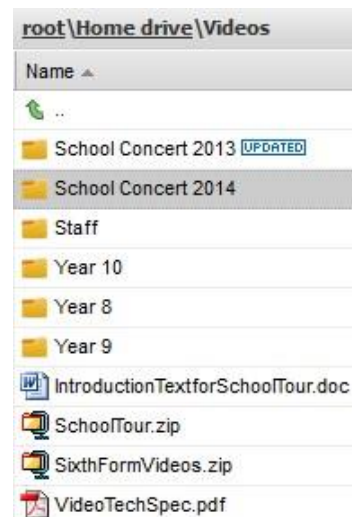 root\Home drive\Videos
Name
..
School Concert 2013 UPDATED
School Concert 2014
Staff
Year 10
Year 8
Year 9
IntroductionTextforSchoolTour.doc
SchoolTour.zip
SixthFormVideos.zip
VideoTechSpec.pdf